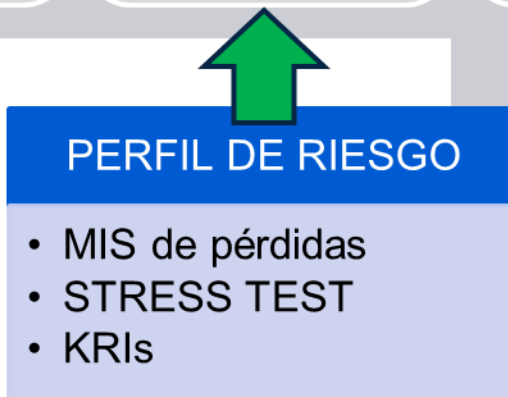 PERFIL DE RIESGO
• MIS de pérdidas
• STRESS TEST
• KRIs